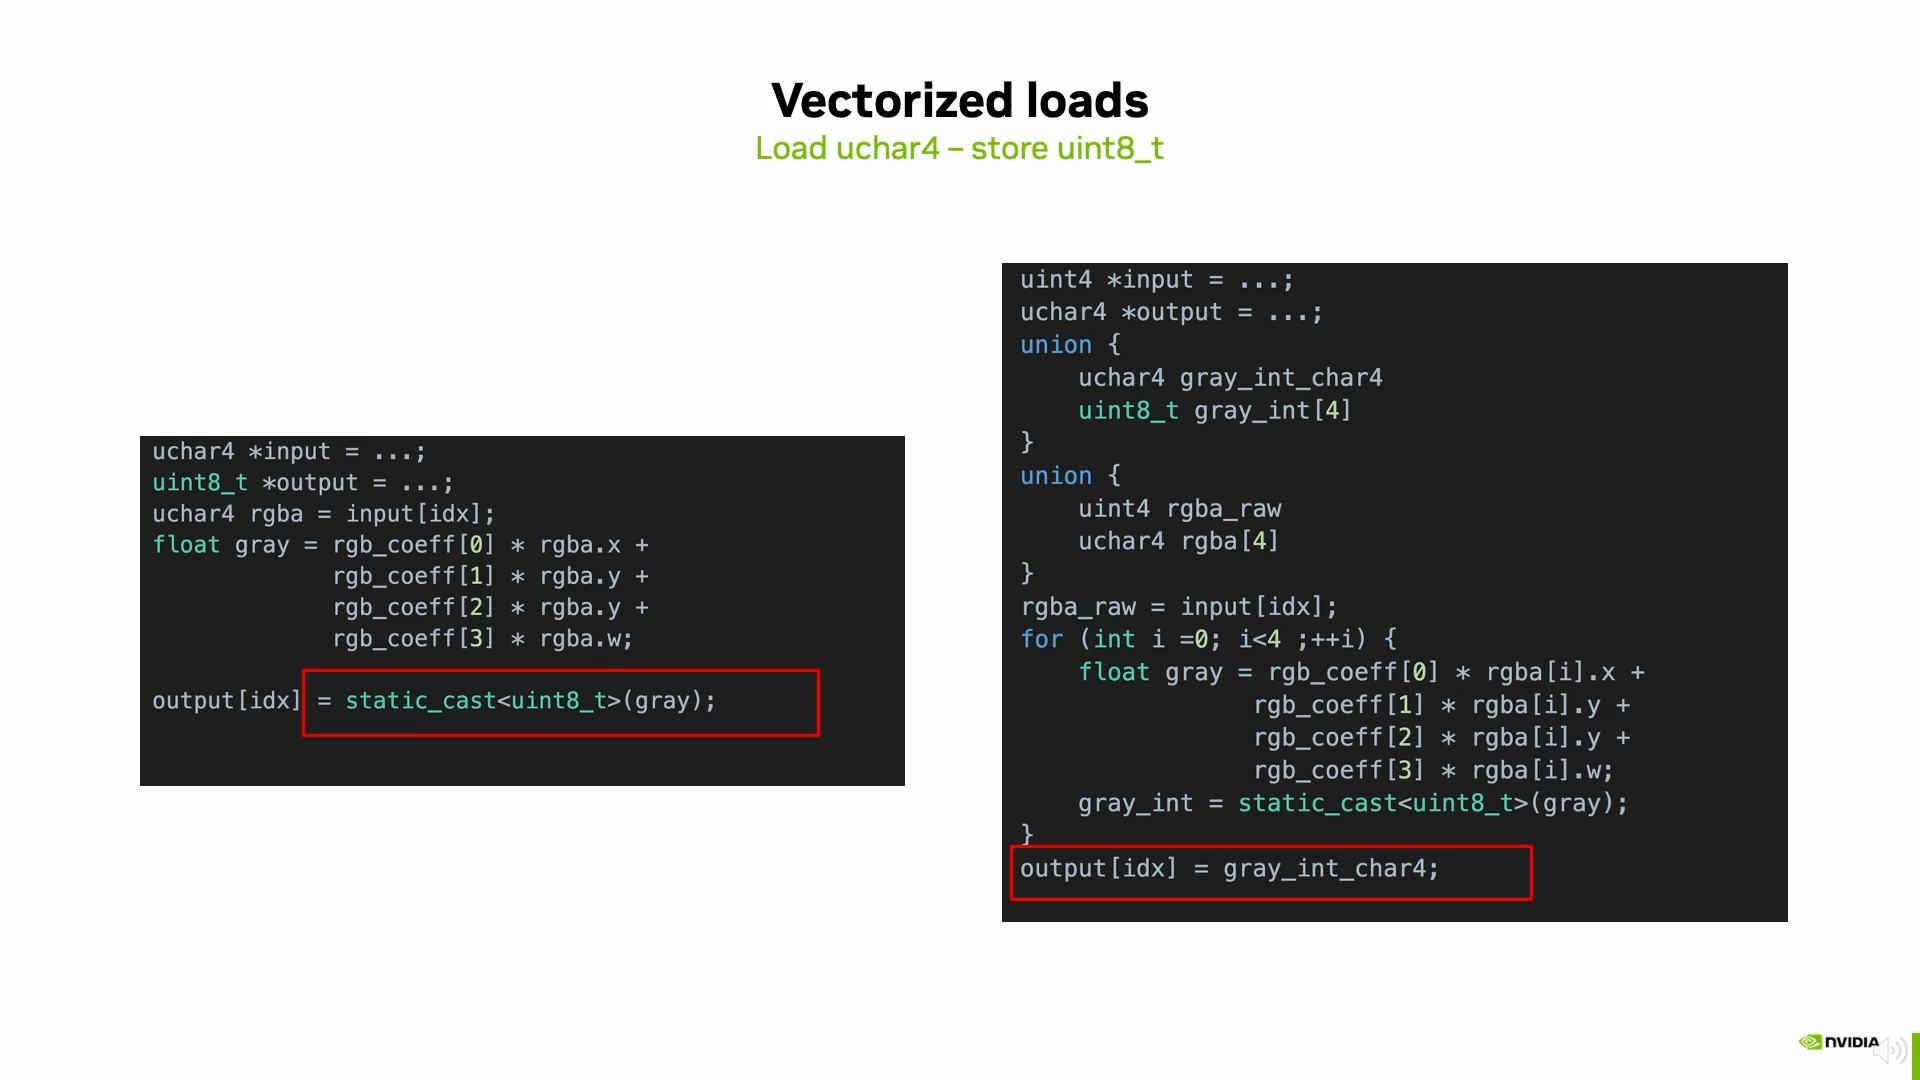 Vectorized loads
Load uchar4 – store uint8_t
uchar4 *input = ...;
uint8_t *output = ...;
uchar4 rgba = input[idx];
float gray = rgb_coeff[0] * rgba.x +
rgb_coeff[1] * rgba.y +
rgb_coeff[2] * rgba.y +
rgb_coeff[3] * rgba.w;
output[idx] = static_cast<uint8_t>(gray);
uint4 *input = ...;
uchar4 *output = ...;
union {
uchar4 gray_int_char4
uint8_t gray_int[4]
}
union {
uint4 rgba_raw
uchar4 rgba[4]
}
rgba_raw = input[idx];
for (int i =0; i<4 ;++i) {
float gray = rgb_coeff[0] * rgba[i].x +
rgb_coeff[1] * rgba[i].y +
rgb_coeff[2] * rgba[i].y +
rgb_coeff[3] * rgba[i].w;
gray_int = static_cast<uint8_t>(gray);
}
output[idx] = gray_int_char4;
NVIDIA